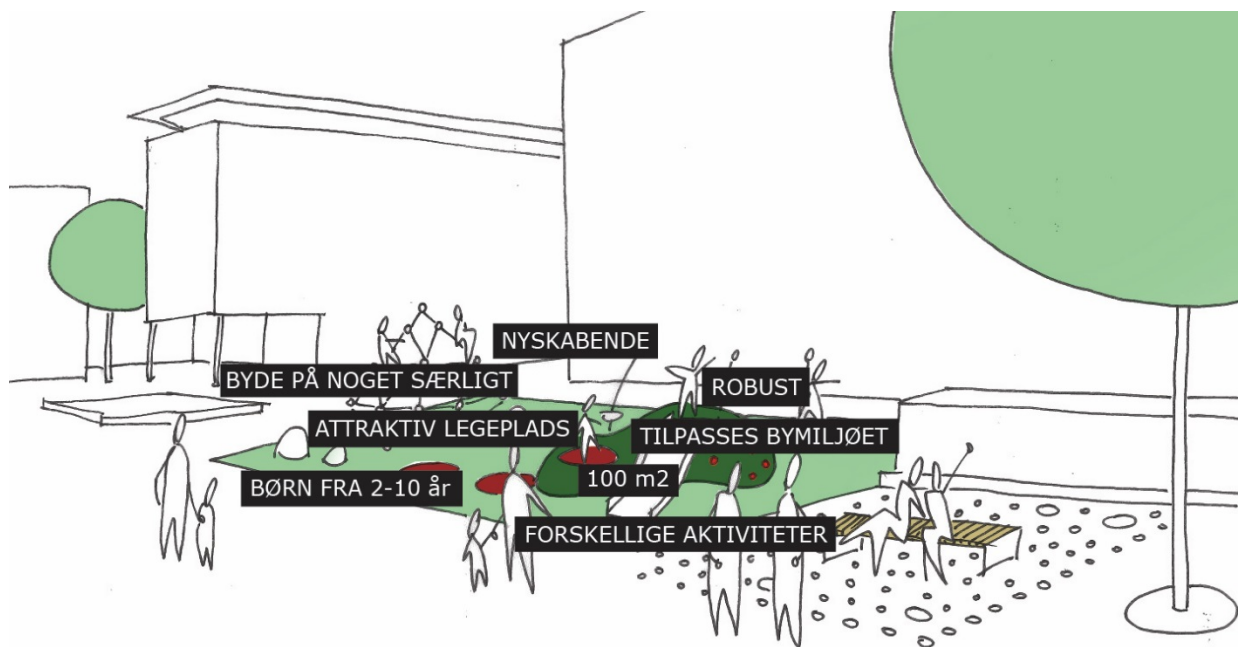 NYSKABENDE
BYDE PÅ NOGET SÆRLIGT
ROBUST
ATTRAKTIV LEGEPLADS
TILPASSES BYMILJØET
BØRN FRA 2-10 år
100 m2
FORSKELLIGE AKTIVITETER